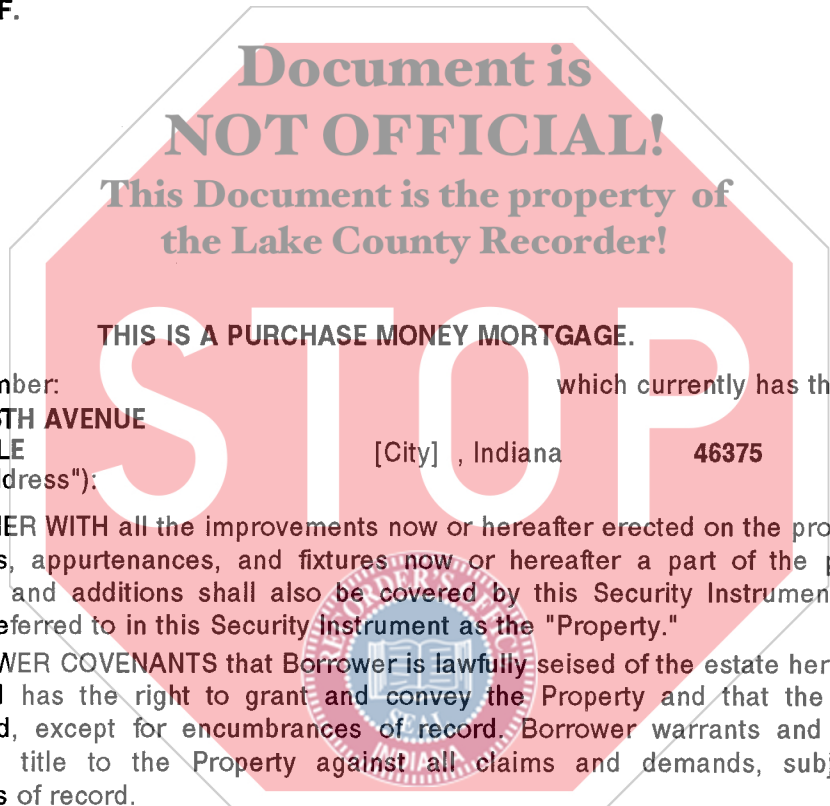 F.
Document is
NOT OFFICIAL!
This Document is the property of
the Lake County Recorder!
STOP
THIS IS A PURCHASE MONEY MORTGAGE.
mber: which currently has th
TH AVENUE
LE [City] , Indiana 46375
dress"):
ER WITH all the improvements now or hereafter erected on the pro
s, appurtenances, and fixtures now or hereafter a part of the p
and additions shall also be covered by this Security Instrumen
eferred to in this Security Instrument as the "Property."
WER COVENANTS that Borrower is lawfully seised of the estate her
d has the right to grant and convey the Property and that the
d, except for encumbrances of record. Borrower warrants and
title to the Property against all claims and demands, subj
s of record.
RECORDER'S OFFICE
SEAL
INDIANA